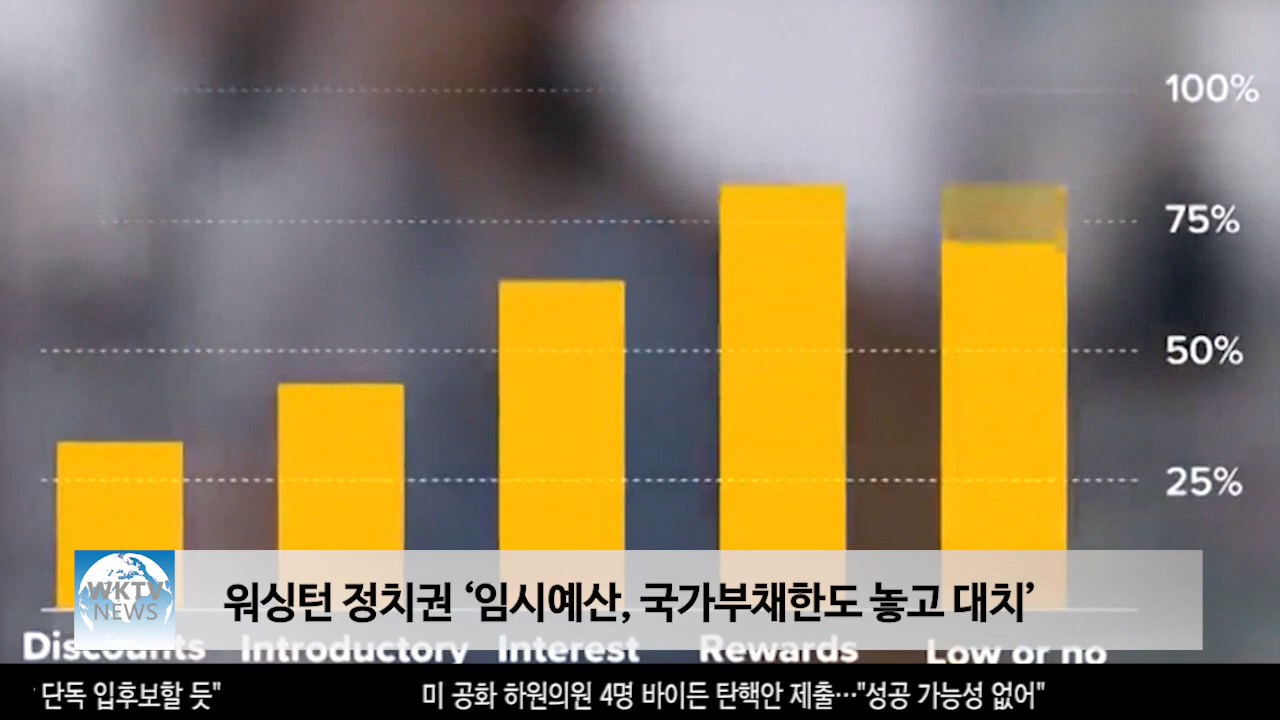 100%
75%
50%
25%
WKTV
NEWS
워싱턴 정치권 ‘임시예산, 국가부채한도 놓고 대치’
Discounts Introductory Interest Rewards Low or no
단독 입후보할 듯" 미 공화 하원의원 4명 바이든 탄핵안 제출…"성공 가능성 없어"